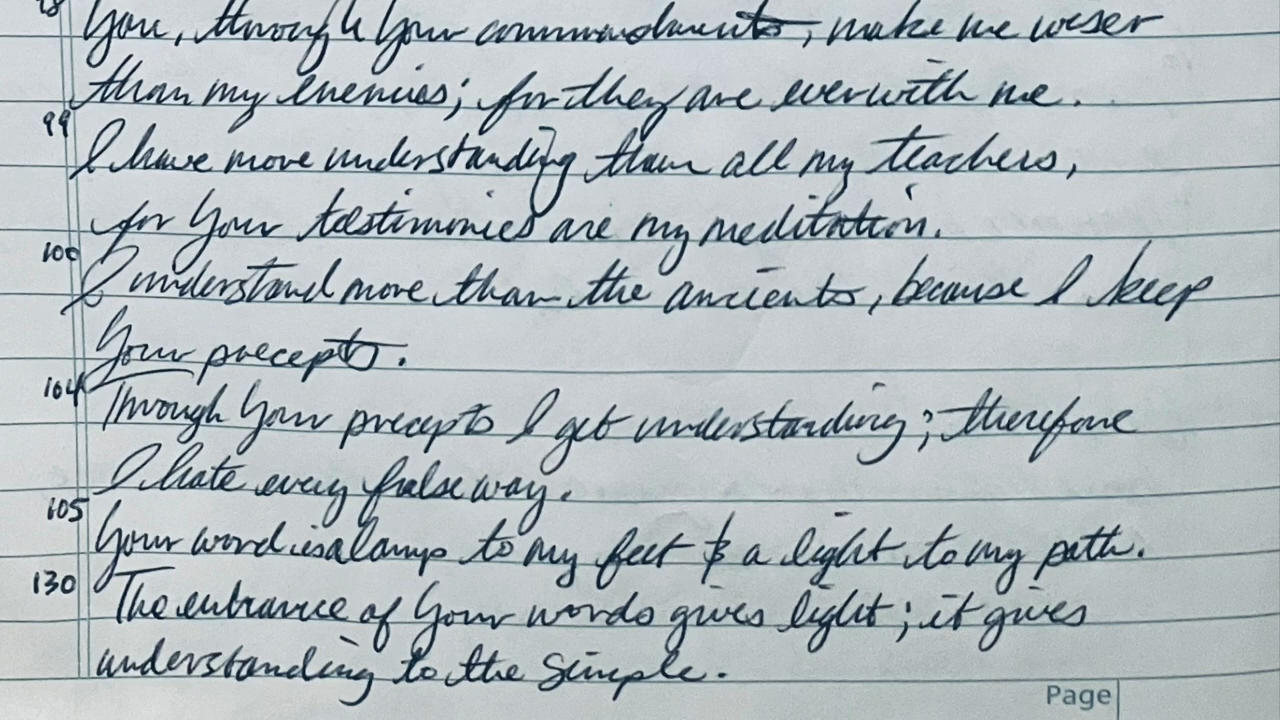 98 You, through Your commandments, make me wiser
than my enemies; for they are ever with me.
99
I have more understanding than all my teachers,
for Your testimonies are my meditation.
100
I understand more than the ancients, because I keep
Your precepts.
104
Through Your precepts I get understanding; therefore
I hate every false way.
105
Your word is a lamp to my feet & a light to my path.
130
The entrance of Your words gives light; it gives
understanding to the simple.
Page